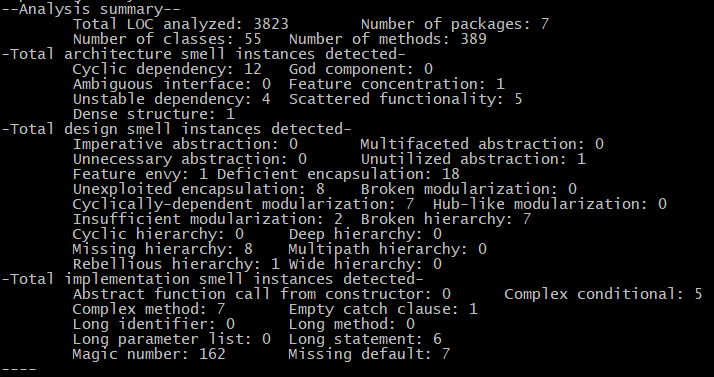 --Analysis summary--
Total LOC analyzed: 3823 Number of packages: 7
Number of classes: 55 Number of methods: 389
-Total architecture smell instances detected-
Cyclic dependency: 12 God component: 0
Ambiguous interface: 0 Feature concentration: 1
Unstable dependency: 4 Scattered functionality: 5
Dense structure: 1
-Total design smell instances detected-
Imperative abstraction: 0 Multifaceted abstraction: 0
Unnecessary abstraction: 0 Unutilized abstraction: 1
Feature envy: 1 Deficient encapsulation: 18
Unexploited encapsulation: 8 Broken modularization: 0
Cyclically-dependent modularization: 7 Hub-like modularization: 0
Insufficient modularization: 2 Broken hierarchy: 7
Cyclic hierarchy: 0 Deep hierarchy: 0
Missing hierarchy: 8 Multipath hierarchy: 0
Rebellious hierarchy: 1 Wide hierarchy: 0
-Total implementation smell instances detected-
Abstract function call from constructor: 0 Complex conditional: 5
Complex method: 7 Empty catch clause: 1
Long identifier: 0 Long method: 0
Long parameter list: 0 Long statement: 6
Magic number: 162 Missing default: 7
----